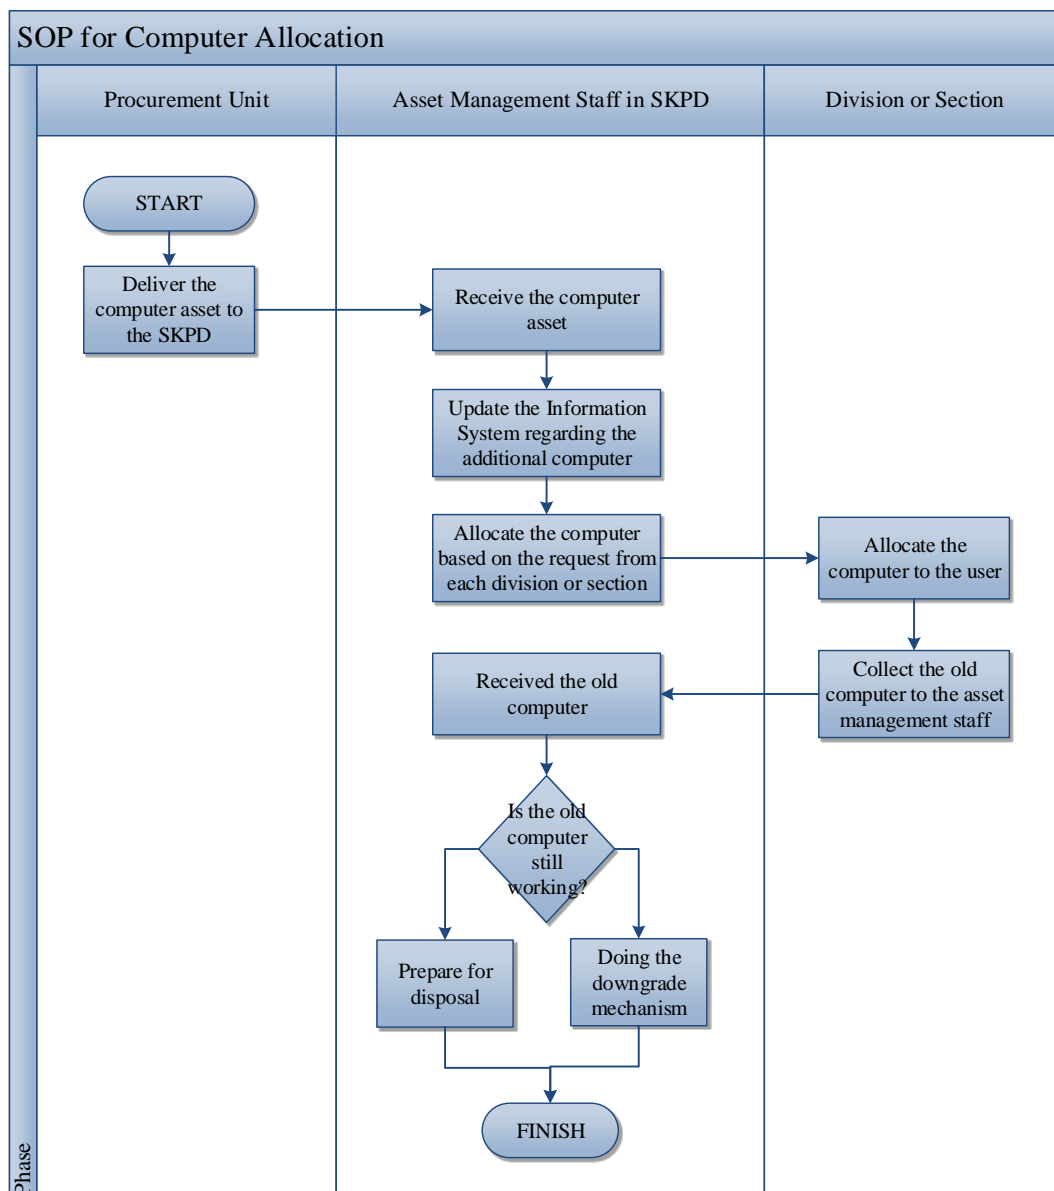 SOP for Computer Allocation
Procurement Unit
Asset Management Staff in SKPD
Division or Section
START
Deliver the
computer asset to
the SKPD
Receive the computer
asset
Update the Information
System regarding the
additional computer
Allocate the computer
based on the request from
each division or section
Allocate the
computer to the user
Received the old
computer
Collect the old
computer to the asset
management staff
Is the old
computer
still
working?
Prepare for
disposal
Doing the
downgrade
mechanism
FINISH
Phase